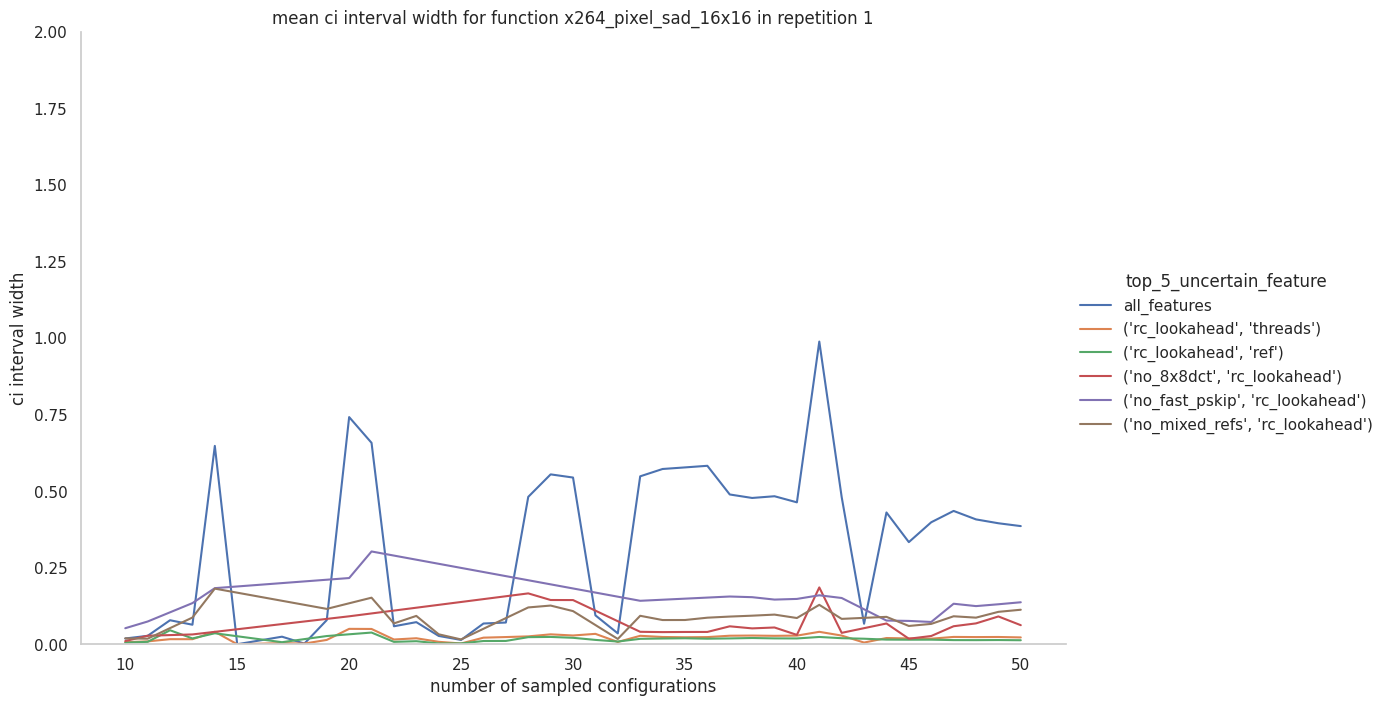 mean ci interval width for function x264_pixel_sad_16x16 in repetition 1
2.00
1.75
1.50
1.25
1.00
0.75
0.50
0.25
0.00
ci interval width
10 15 20 25 30 35 40 45 50
number of sampled configurations
top_5_uncertain_feature
all_features
('rc_lookahead', 'threads')
('rc_lookahead', 'ref')
('no_8x8dct', 'rc_lookahead')
('no_fast_pskip', 'rc_lookahead')
('no_mixed_refs', 'rc_lookahead')